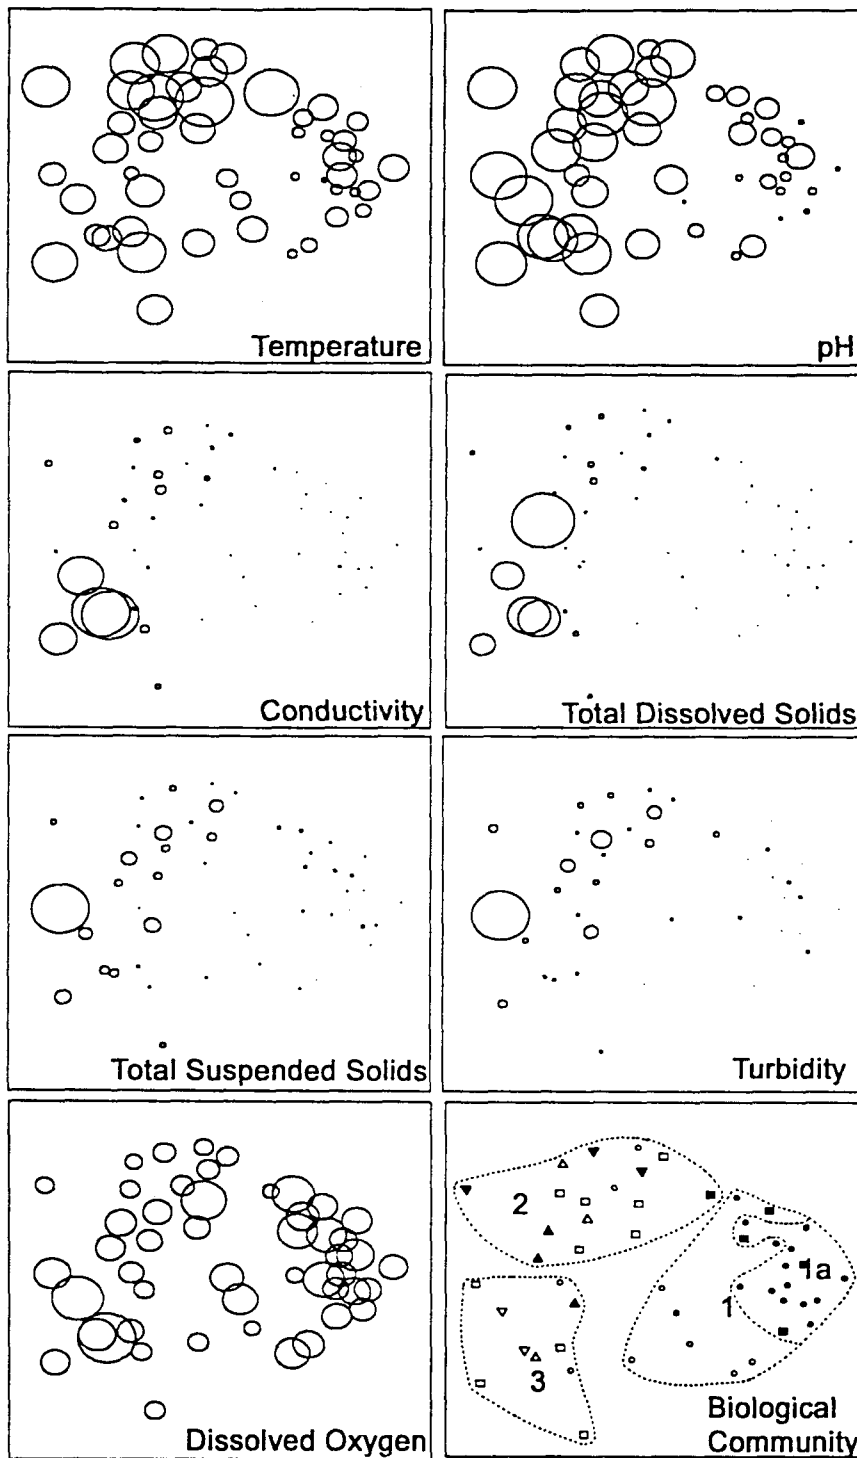 Temperature
pH
Conductivity
Total Dissolved Solids
Total Suspended Solids
Turbidity
Dissolved Oxygen
2
1a
1
3
Biological
Community